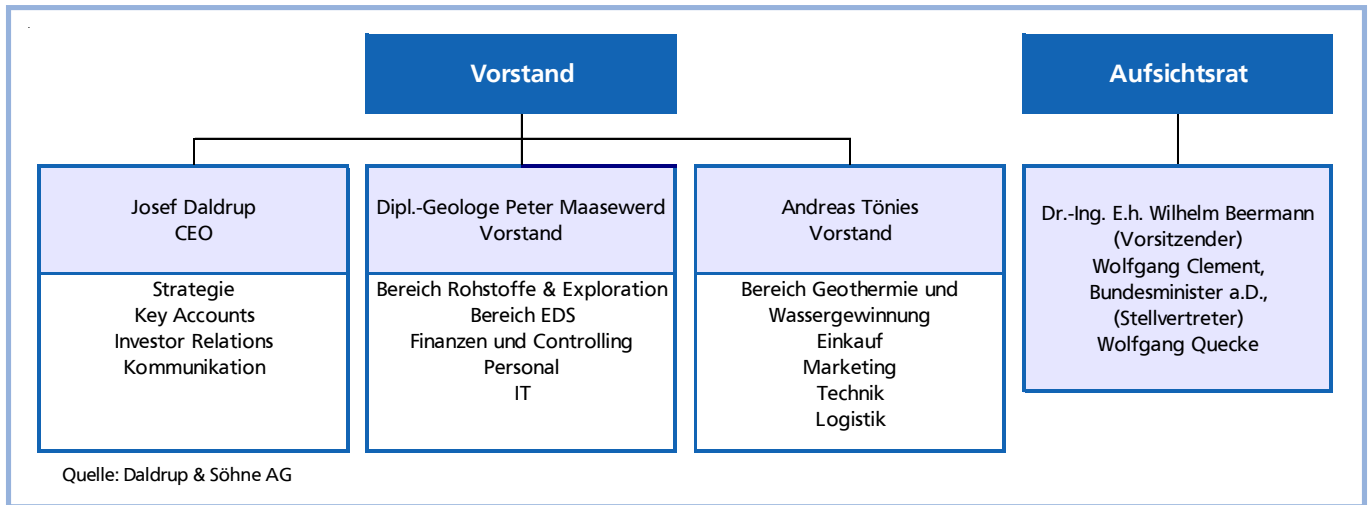 Vorstand
Aufsichtsrat
Josef Daldrup
CEO
Dipl.-Geologe Peter Maasewerd
Vorstand
Andreas Tönies
Vorstand
Dr.-Ing. E.h. Wilhelm Beermann
(Vorsitzender)
Wolfgang Clement,
Bundesminister a.D.,
(Stellvertreter)
Wolfgang Quecke
Strategie
Key Accounts
Investor Relations
Kommunikation
Bereich Rohstoffe & Exploration
Bereich EDS
Finanzen und Controlling
Personal
IT
Bereich Geothermie und
Wassergewinnung
Einkauf
Marketing
Technik
Logistik
Quelle: Daldrup & Söhne AG